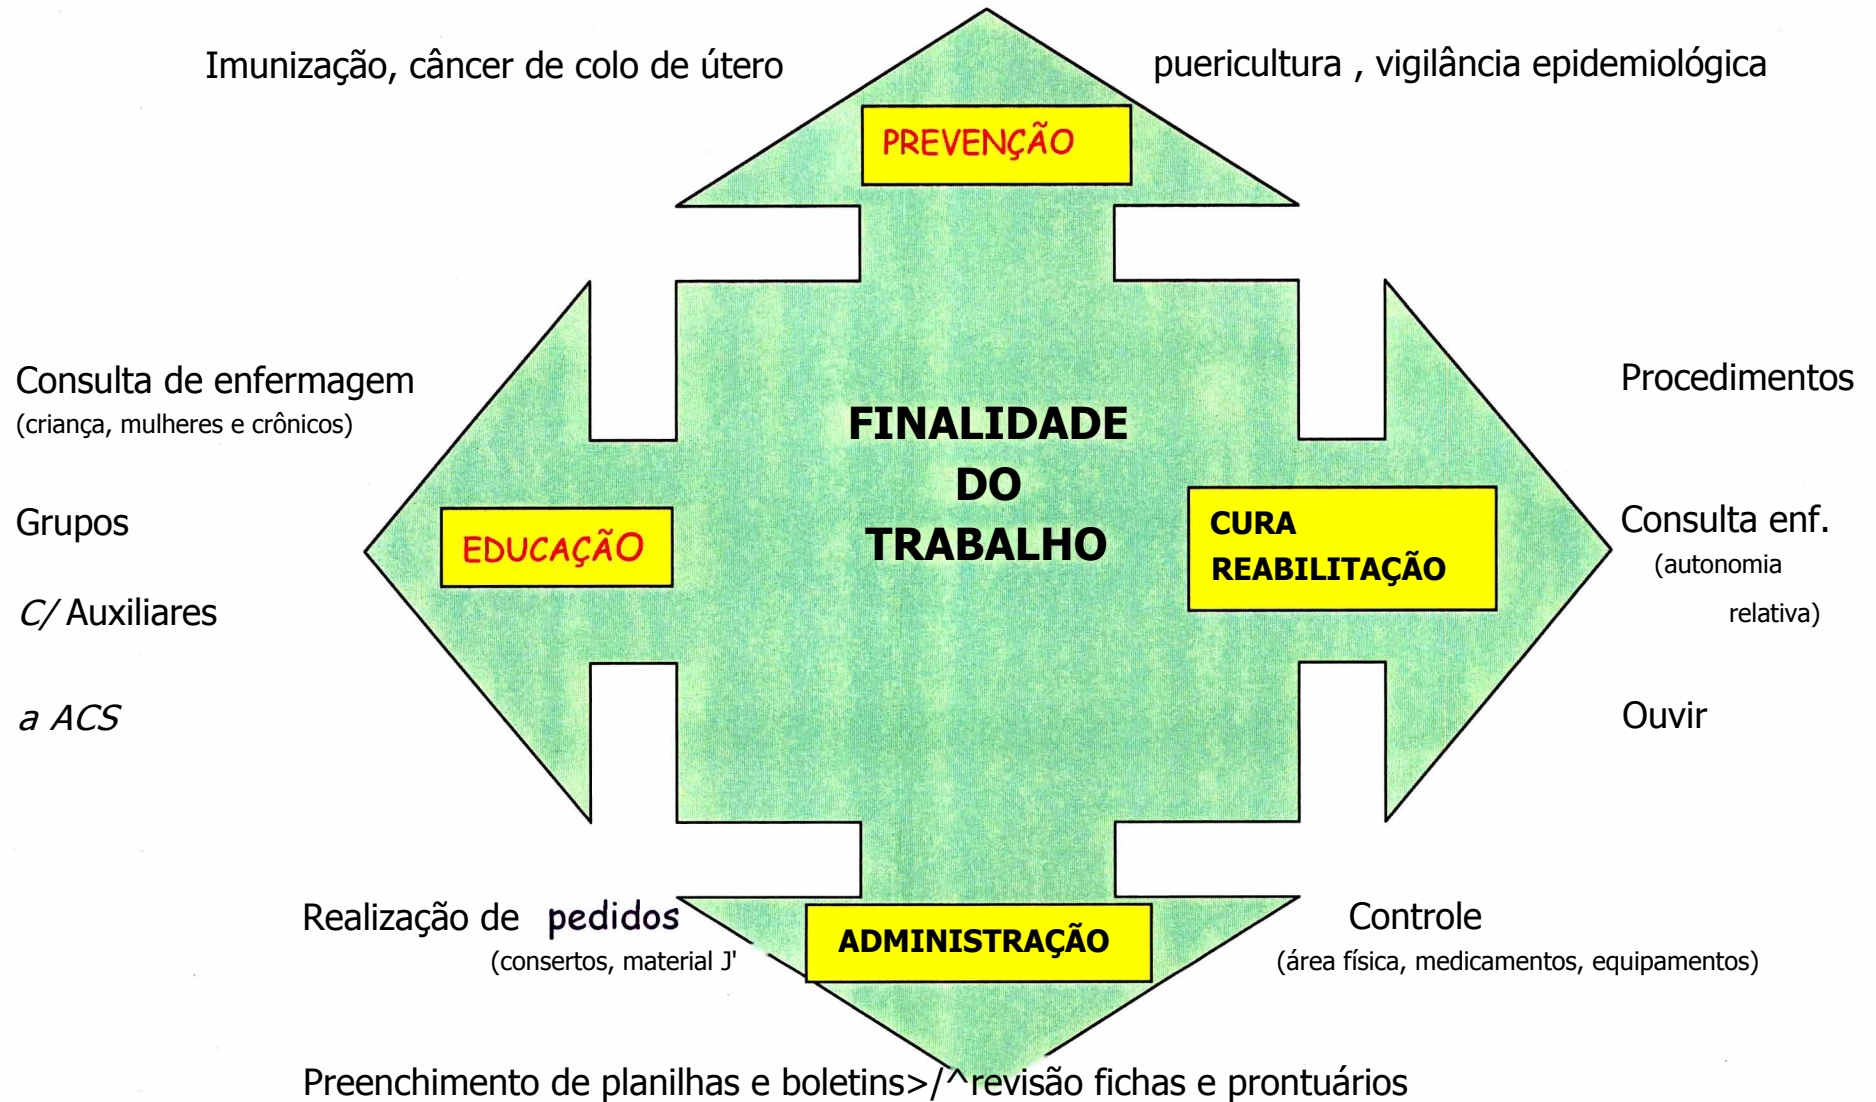 Imunização, câncer de colo de útero
puericultura , vigilância epidemiológica
PREVENÇÃO
Consulta de enfermagem
(criança, mulheres e crônicos)
Grupos
C/ Auxiliares
a ACS
EDUCAÇÃO
FINALIDADE
DO
TRABALHO
CURA
REABILITAÇÃO
Procedimentos
Consulta enf.
(autonomia
relativa)
Ouvir
Realização de pedidos
(consertos, material J'
ADMINISTRAÇÃO
Controle
(área física, medicamentos, equipamentos)
Preenchimento de planilhas e boletins>/^revisão fichas e prontuários